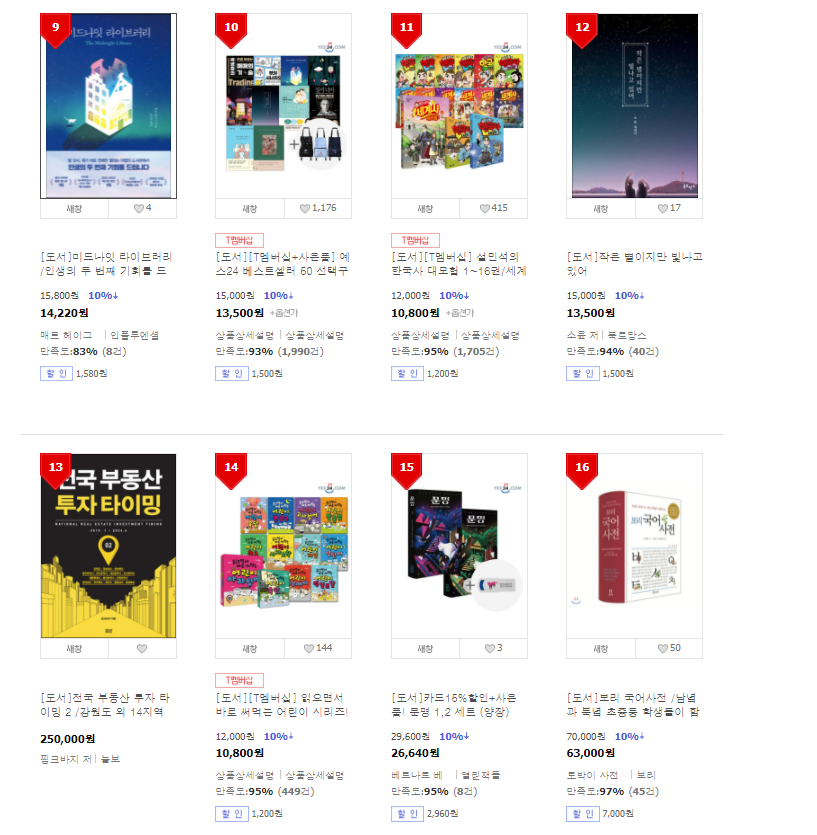 9
미드나잇 라이브러리
The Midnight Library
인생의 두 번째 기회를 드립니다
새창
4
[도서]미드나잇 라이브러리
/인생의 두 번째 기회를 드
15,800원 10%↓
14,220원
매트 헤이그 | 인플루엔셜
만족도:83% (8건)
할 인 1,580원
10
YES24.COM
Trading
+
새창
1,176
T멤버십
[도서][T멤버십+사은품] 예
스24 베스트셀러 60 선택구
15,000원 10%↓
13,500원 +옵션가
상품상세설명 | 상품상세설명
만족도:93% (1,990건)
할 인 1,500원
11
YES24.COM
새창
415
T멤버십
[도서][T멤버십] 설민석의
한국사 대모험 1~16권/세계
12,000원 10%↓
10,800원 +옵션가
상품상세설명 | 상품상세설명
만족도:95% (1,705건)
할 인 1,200원
12
작은 별이지만
빛나고 있어
새창
17
[도서]작은 별이지만 빛나고
있어
15,000원 10%↓
13,500원
소윤 저 | 북로망스
만족도:94% (40건)
할 인 1,500원
13
전국 부동산
투자 타이밍
NATIONAL REAL ESTATE INVESTMENT TIMING
02
새창
[도서]전국 부동산 투자 타
이밍 2 /강원도 외 14지역
250,000원
핑크바지 저 | 늘보
14
YES24.COM
새창
144
T멤버십
[도서][T멤버십] 읽으면서
바로 써먹는 어린이 시리즈!
12,000원 10%↓
10,800원
상품상세설명 | 상품상세설명
만족도:95% (449건)
할 인 1,200원
15
YES24.COM
문명
문명
+
새창
3
[도서]카드15%할인+사은
품! 문명 1,2 세트 (양장)
29,600원 10%↓
26,640원
베르나르 베 | 열린책들
만족도:95% (8건)
할 인 2,960원
16
보리 국어사전
보리 국어사전
새창
50
[도서]보리 국어사전 /남녘
과 북녘 초중등 학생들이 함
70,000원 10%↓
63,000원
토박이 사전 | 보리
만족도:97% (45건)
할 인 7,000원